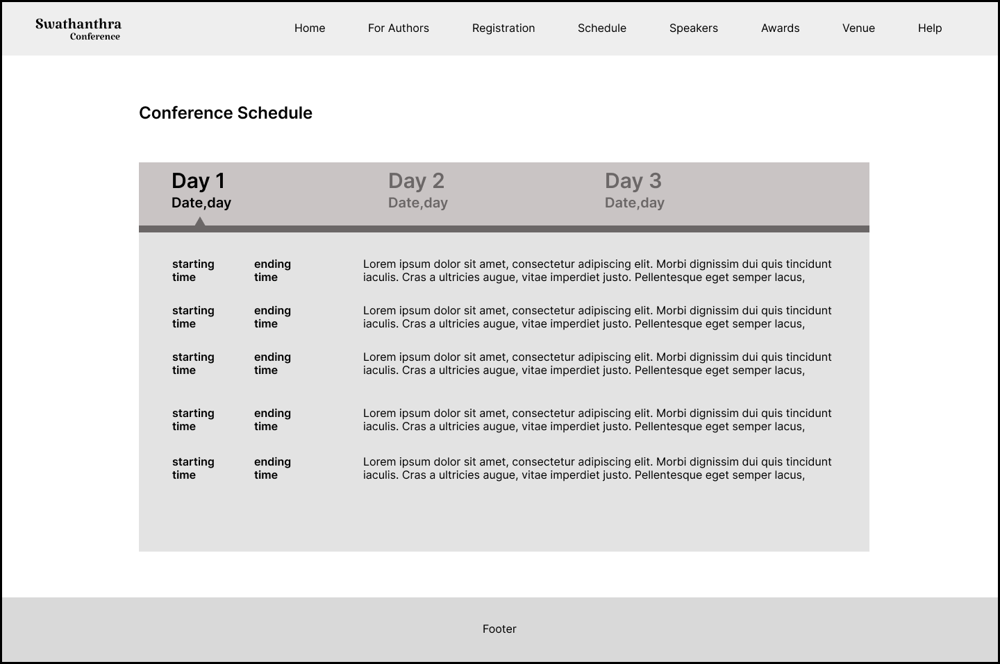 Swathanthra
Conference
Home For Authors Registration Schedule Speakers Awards Venue Help
Conference Schedule
Day 1 Day 2 Day 3
Date,day Date,day Date,day
starting ending Lorem ipsum dolor sit amet, consectetur adipiscing elit. Morbi dignissim dui quis tincidunt
time time iaculis. Cras a ultricies augue, vitae imperdiet justo. Pellentesque eget semper lacus,
starting ending Lorem ipsum dolor sit amet, consectetur adipiscing elit. Morbi dignissim dui quis tincidunt
time time iaculis. Cras a ultricies augue, vitae imperdiet justo. Pellentesque eget semper lacus,
starting ending Lorem ipsum dolor sit amet, consectetur adipiscing elit. Morbi dignissim dui quis tincidunt
time time iaculis. Cras a ultricies augue, vitae imperdiet justo. Pellentesque eget semper lacus,
starting ending Lorem ipsum dolor sit amet, consectetur adipiscing elit. Morbi dignissim dui quis tincidunt
time time iaculis. Cras a ultricies augue, vitae imperdiet justo. Pellentesque eget semper lacus,
starting ending Lorem ipsum dolor sit amet, consectetur adipiscing elit. Morbi dignissim dui quis tincidunt
time time iaculis. Cras a ultricies augue, vitae imperdiet justo. Pellentesque eget semper lacus,
Footer